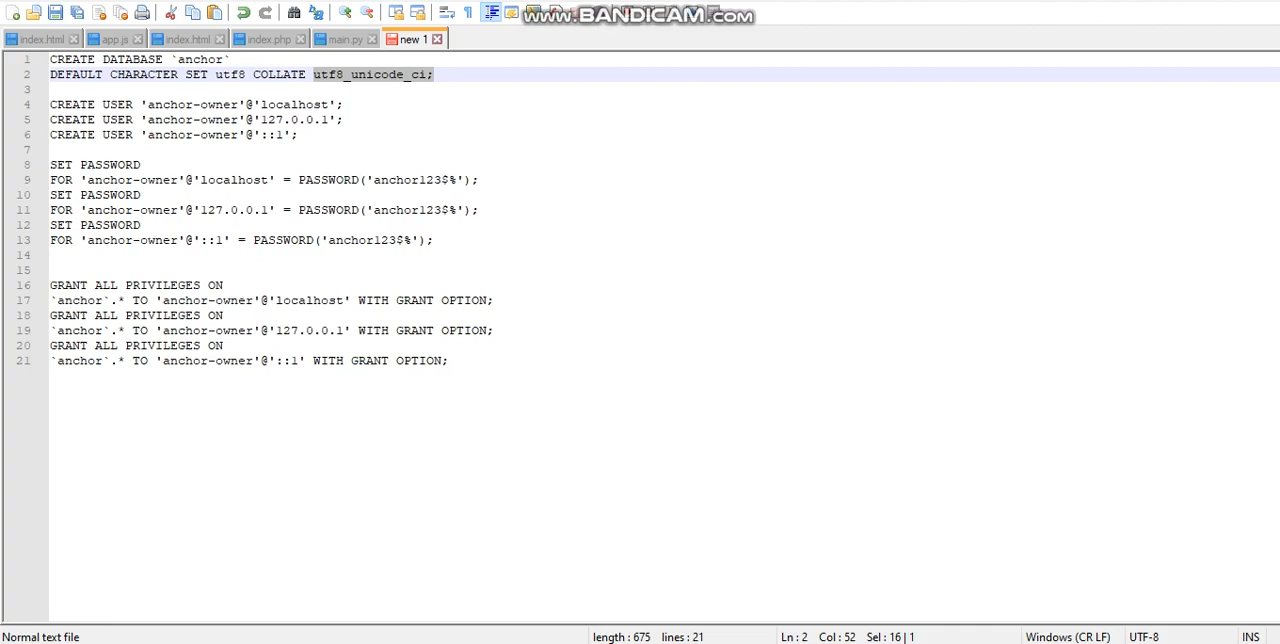 www.BANDICAM.com
index.html
app.js
index.html
index.php
main.py
new 1
1 CREATE DATABASE `anchor`
2 DEFAULT CHARACTER SET utf8 COLLATE utf8_unicode_ci;
3
4 CREATE USER 'anchor-owner'@'localhost';
5 CREATE USER 'anchor-owner'@'127.0.0.1';
6 CREATE USER 'anchor-owner'@'::1';
7
8 SET PASSWORD
9 FOR 'anchor-owner'@'localhost' = PASSWORD('anchor123$%');
10 SET PASSWORD
11 FOR 'anchor-owner'@'127.0.0.1' = PASSWORD('anchor123$%');
12 SET PASSWORD
13 FOR 'anchor-owner'@'::1' = PASSWORD('anchor123$%');
14
15
16 GRANT ALL PRIVILEGES ON
17 `anchor`.* TO 'anchor-owner'@'localhost' WITH GRANT OPTION;
18 GRANT ALL PRIVILEGES ON
19 `anchor`.* TO 'anchor-owner'@'127.0.0.1' WITH GRANT OPTION;
20 GRANT ALL PRIVILEGES ON
21 `anchor`.* TO 'anchor-owner'@'::1' WITH GRANT OPTION;
Normal text file length : 675 lines : 21 Ln : 2 Col : 52 Sel : 16 | 1 Windows (CR LF) UTF-8 INS